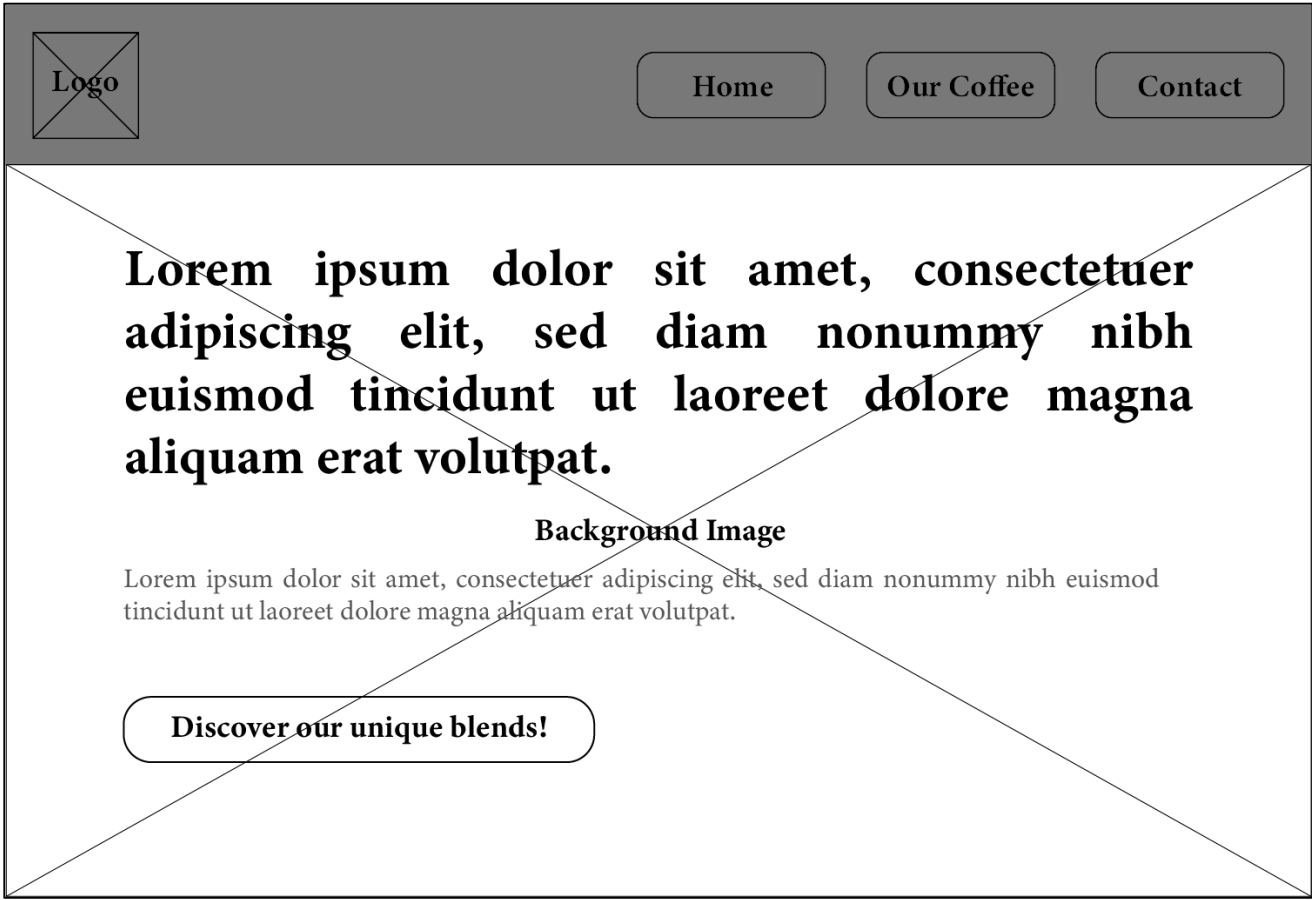 Logo
Home
Our Coffee
Contact
Lorem ipsum dolor sit amet, consectetuer
adipiscing elit, sed diam nonummy nibh
euismod tincidunt ut laoreet dolore magna
aliquam erat volutpat.
Background Image
Lorem ipsum dolor sit amet, consectetuer adipiscing elit, sed diam nonummy nibh euismod
tincidunt ut laoreet dolore magna aliquam erat volutpat.
Discover our unique blends!